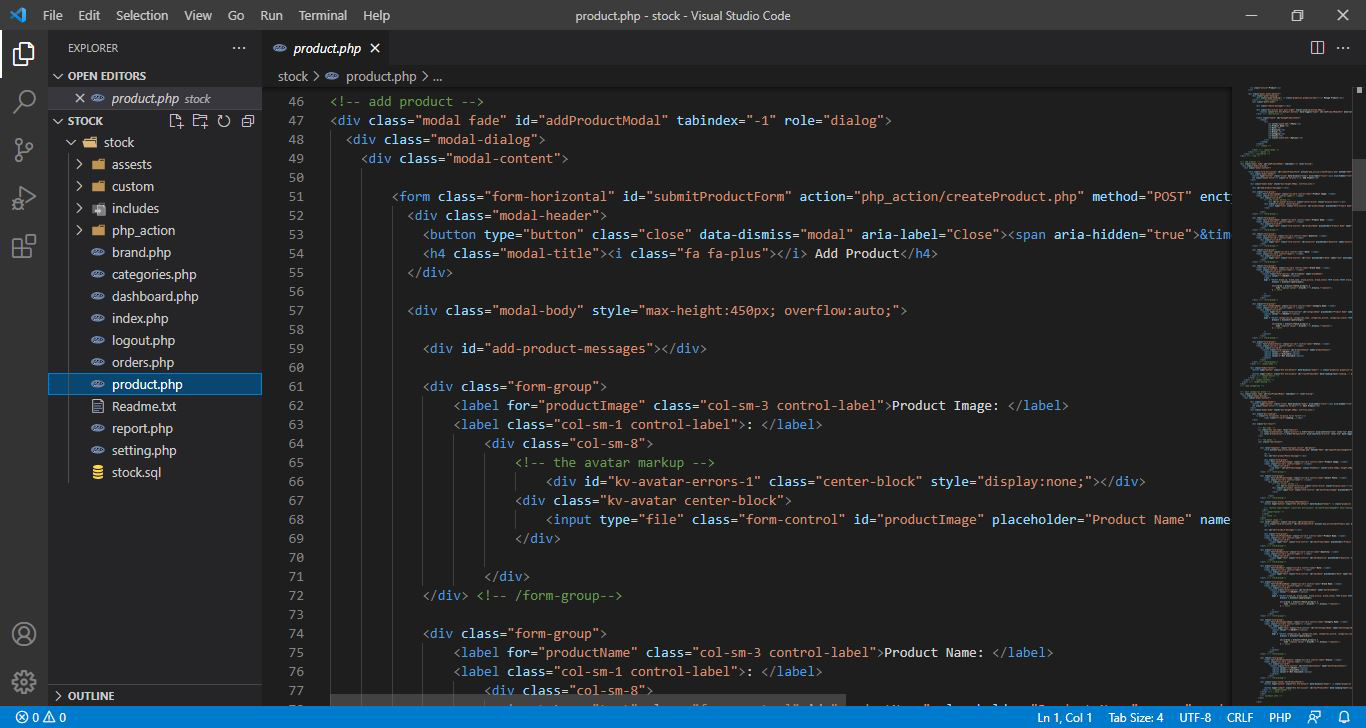 File Edit Selection View Go Run Terminal Help
product.php - stock - Visual Studio Code
EXPLORER
OPEN EDITORS
product.php stock
STOCK
stock
assests
custom
includes
php_action
brand.php
categories.php
dashboard.php
index.php
logout.php
orders.php
product.php
Readme.txt
report.php
setting.php
stock.sql
OUTLINE
product.php
stock > product.php > ...
46 <!-- add product -->
47 <div class="modal fade" id="addProductModal" tabindex="-1" role="dialog">
48 <div class="modal-dialog">
49 <div class="modal-content">
50
51 <form class="form-horizontal" id="submitProductForm" action="php_action/createProduct.php" method="POST" enct
52 <div class="modal-header">
53 <button type="button" class="close" data-dismiss="modal" aria-label="Close"><span aria-hidden="true">&tim
54 <h4 class="modal-title"><i class="fa fa-plus"></i> Add Product</h4>
55 </div>
56
57 <div class="modal-body" style="max-height:450px; overflow:auto;">
58
59 <div id="add-product-messages"></div>
60
61 <div class="form-group">
62 <label for="productImage" class="col-sm-3 control-label">Product Image: </label>
63 <label class="col-sm-1 control-label">: </label>
64 <div class="col-sm-8">
65 <!-- the avatar markup -->
66 <div id="kv-avatar-errors-1" class="center-block" style="display:none;"></div>
67 <div class="kv-avatar center-block">
68 <input type="file" class="form-control" id="productImage" placeholder="Product Name" name
69 </div>
70
71 </div>
72 </div> <!-- /form-group-->
73
74 <div class="form-group">
75 <label for="productName" class="col-sm-3 control-label">Product Name: </label>
76 <label class="col-sm-1 control-label">: </label>
77 <div class="col-sm-8">
0 0
Ln 1, Col 1 Tab Size: 4 UTF-8 CRLF PHP